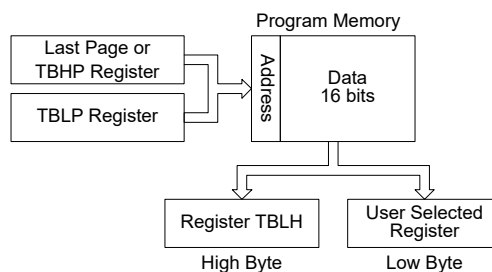 Program Memory
Last Page or
TBHP Register
TBLP Register
Address
Data
16 bits
Register TBLH
High Byte
User Selected
Register
Low Byte